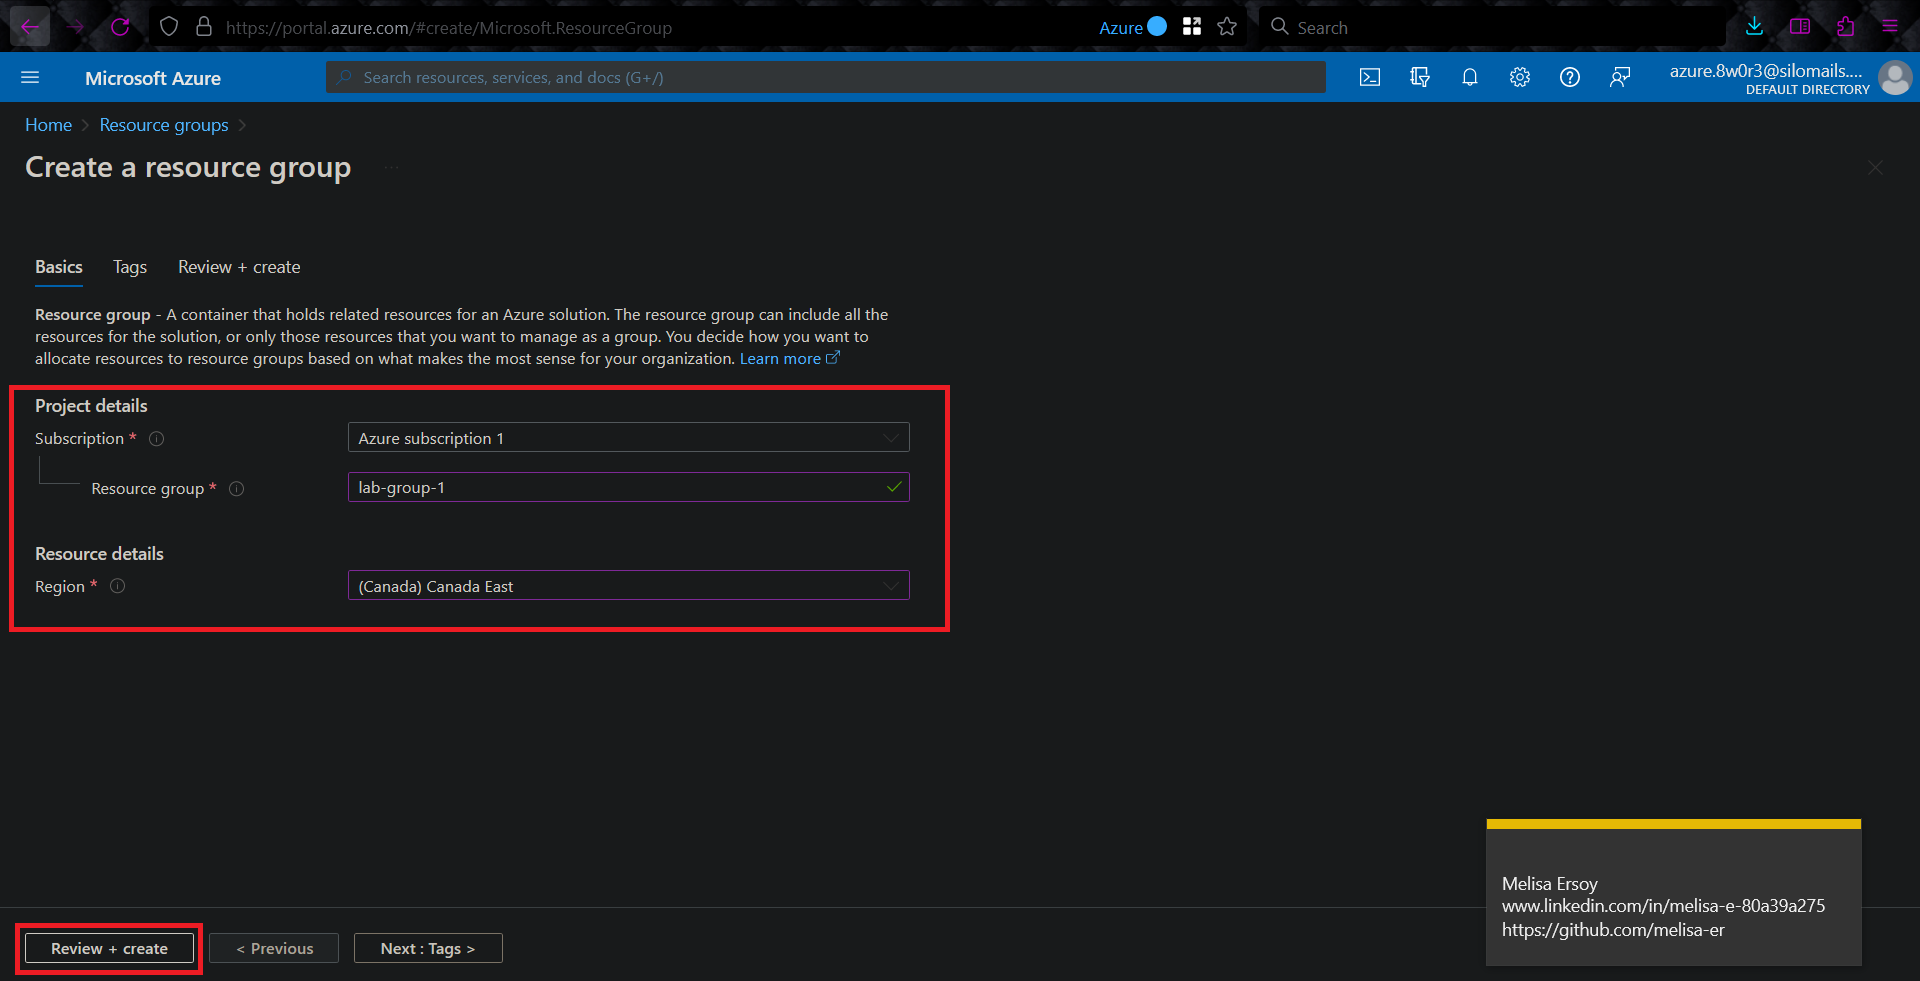 https://portal.azure.com/#create/Microsoft.ResourceGroup
Azure
Search
Microsoft Azure
Search resources, services, and docs (G+/)
azure.8w0r3@silomails....
DEFAULT DIRECTORY
Home > Resource groups >
Create a resource group ...
Basics Tags Review + create
Resource group - A container that holds related resources for an Azure solution. The resource group can include all the
resources for the solution, or only those resources that you want to manage as a group. You decide how you want to
allocate resources to resource groups based on what makes the most sense for your organization. Learn more
Project details
Subscription * Azure subscription 1
Resource group * lab-group-1
Resource details
Region * (Canada) Canada East
Melisa Ersoy
www.linkedin.com/in/melisa-e-80a39a275
https://github.com/melisa-er
Review + create < Previous Next : Tags >